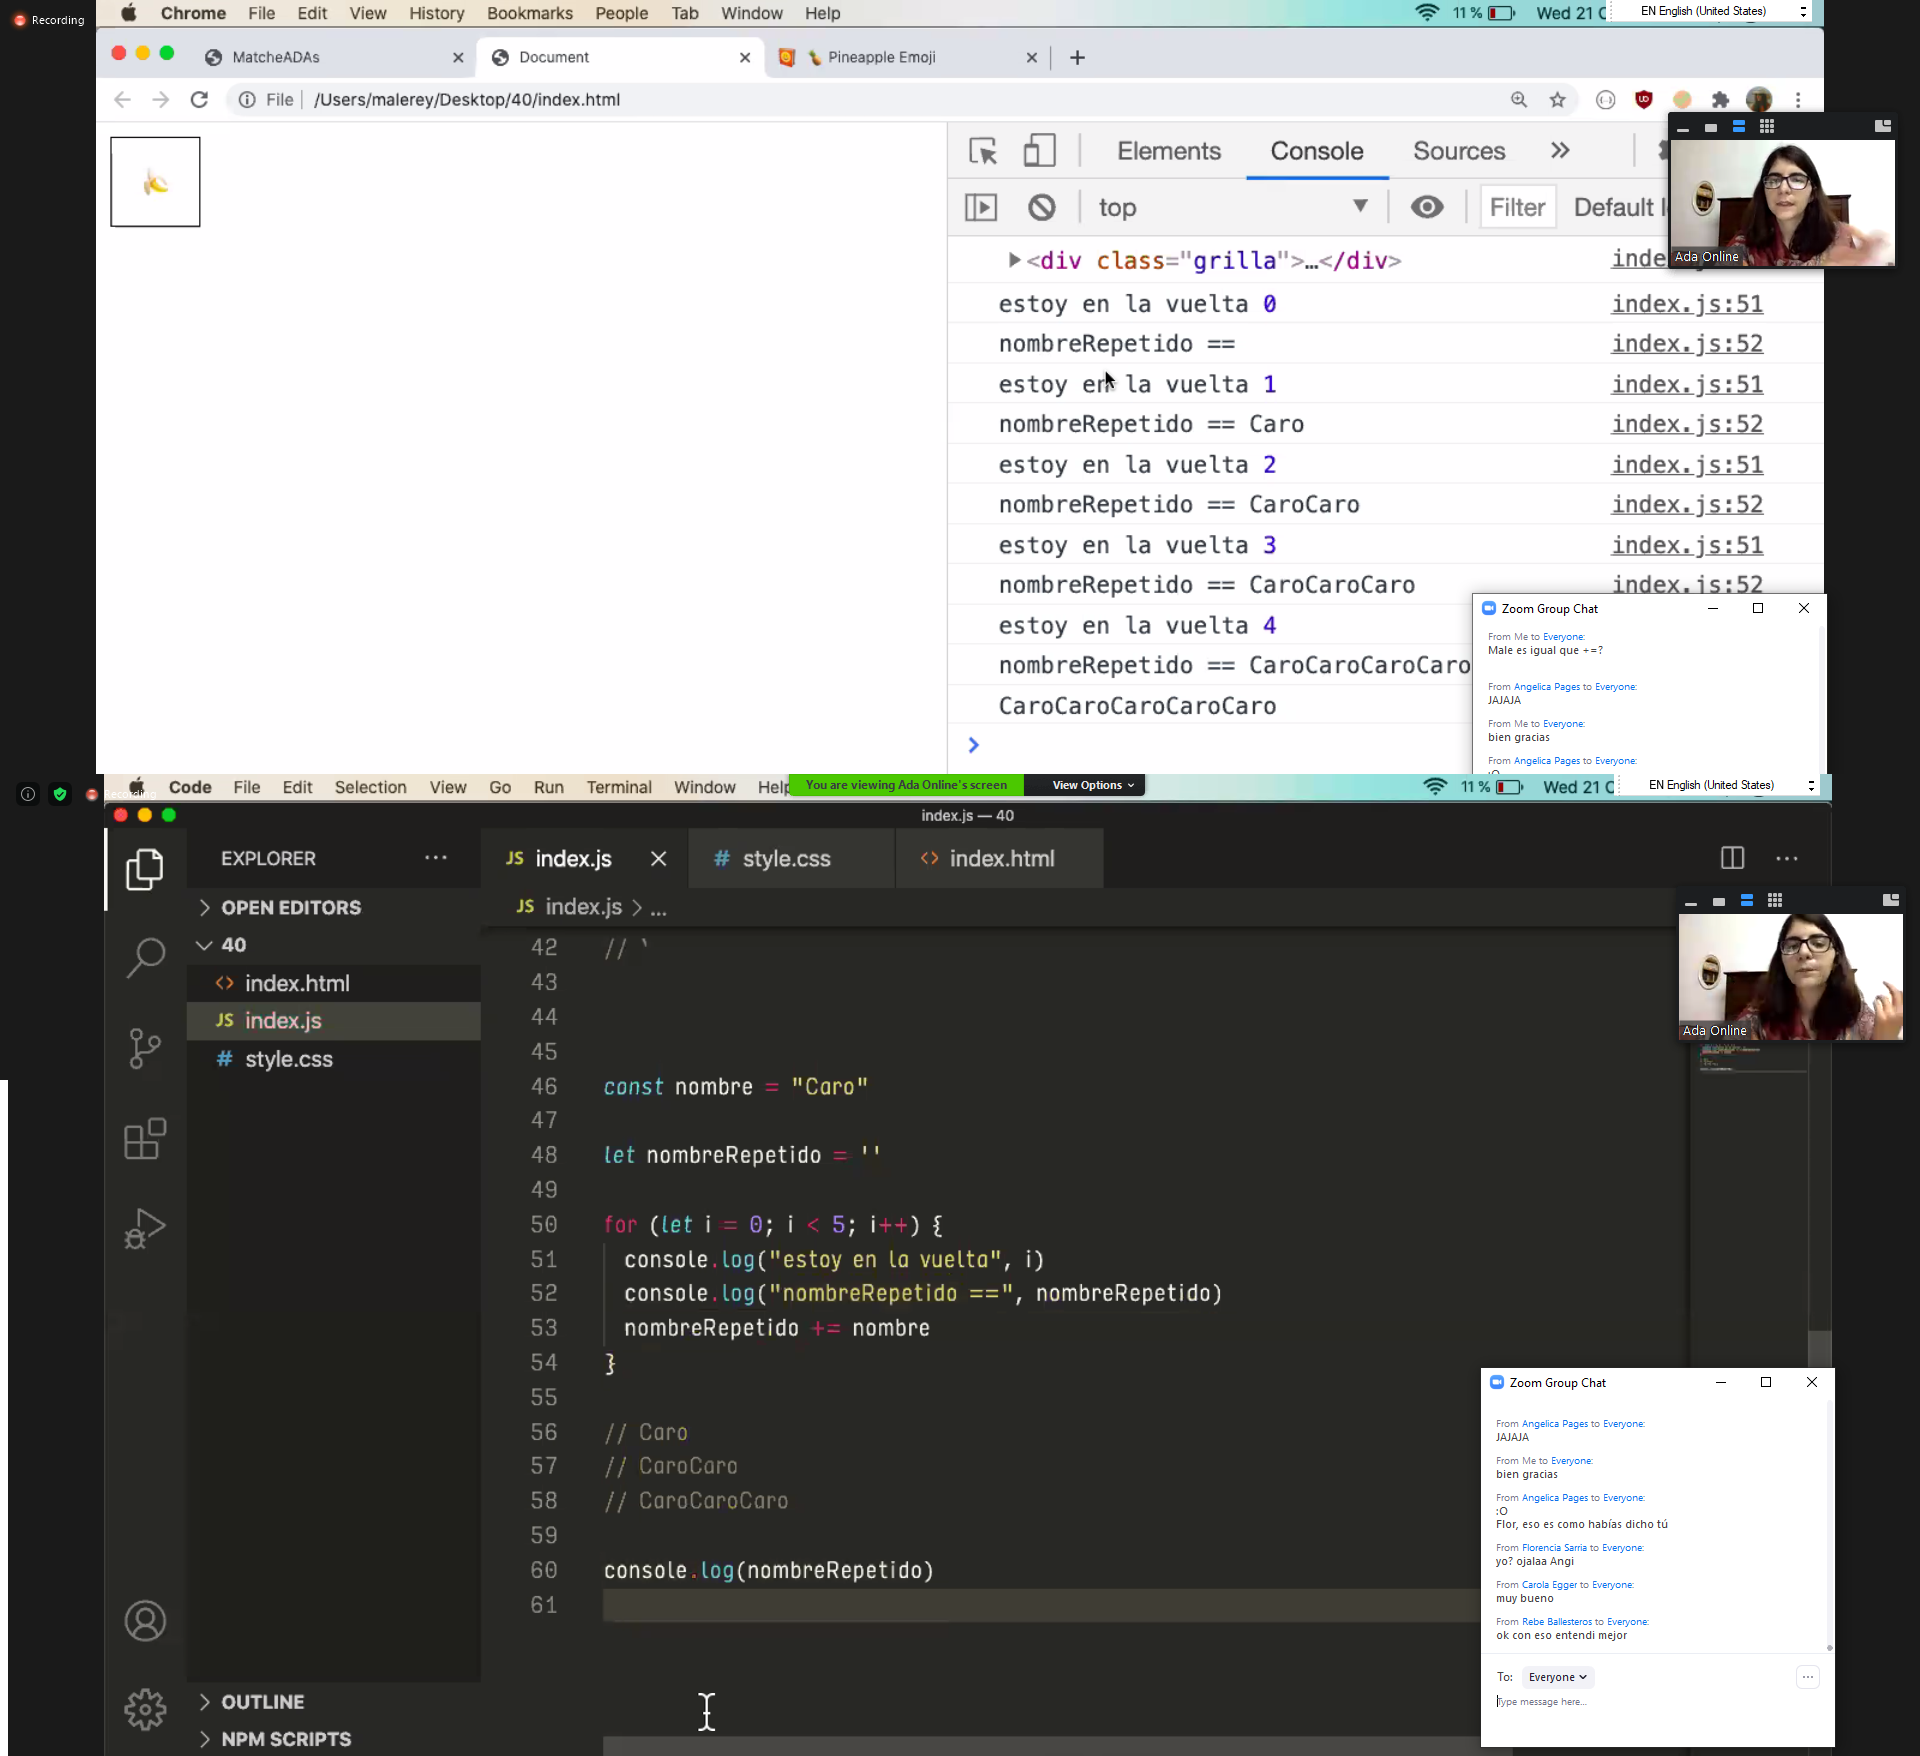 Recording
Chrome File Edit View History Bookmarks People Tab Window Help
11 %
Wed 21
EN English (United States)
MatcheADAs
Document
Pineapple Emoji
File
/Users/malerey/Desktop/40/index.html
Elements Console Sources
top
Filter
Default
Ada Online
<div class="grilla">…</div>
estoy en la vuelta 0 index.js:51
nombreRepetido == index.js:52
estoy en la vuelta 1 index.js:51
nombreRepetido == Caro index.js:52
estoy en la vuelta 2 index.js:51
nombreRepetido == CaroCaro index.js:52
estoy en la vuelta 3 index.js:51
nombreRepetido == CaroCaroCaro index.js:52
estoy en la vuelta 4
nombreRepetido == CaroCaroCaroCaro
CaroCaroCaroCaroCaro
Zoom Group Chat
From Me to Everyone:
Male es igual que +=?
From Angelica Pages to Everyone:
JAJAJA
From Me to Everyone:
bien gracias
From Angelica Pages to Everyone:
Recording
Code File Edit Selection View Go Run Terminal Window Help
You are viewing Ada Online's screen
View Options
11 %
Wed 21
EN English (United States)
index.js — 40
EXPLORER
JS index.js
# style.css
<> index.html
OPEN EDITORS
JS index.js > ...
40
<> index.html
JS index.js
# style.css
Ada Online
42 // `
43
44
45
46 const nombre = "Caro"
47
48 let nombreRepetido = ''
49
50 for (let i = 0; i < 5; i++) {
51 console.log("estoy en la vuelta", i)
52 console.log("nombreRepetido ==", nombreRepetido)
53 nombreRepetido += nombre
54 }
55
56 // Caro
57 // CaroCaro
58 // CaroCaroCaro
59
60 console.log(nombreRepetido)
61
OUTLINE
NPM SCRIPTS
Zoom Group Chat
From Angelica Pages to Everyone:
JAJAJA
From Me to Everyone:
bien gracias
From Angelica Pages to Everyone:
:O
Flor, eso es como habías dicho tú
From Florencia Sarria to Everyone:
yo? ojalaa Angi
From Carola Egger to Everyone:
muy bueno
From Rebe Ballesteros to Everyone:
ok con eso entendi mejor
To: Everyone
Type message here...